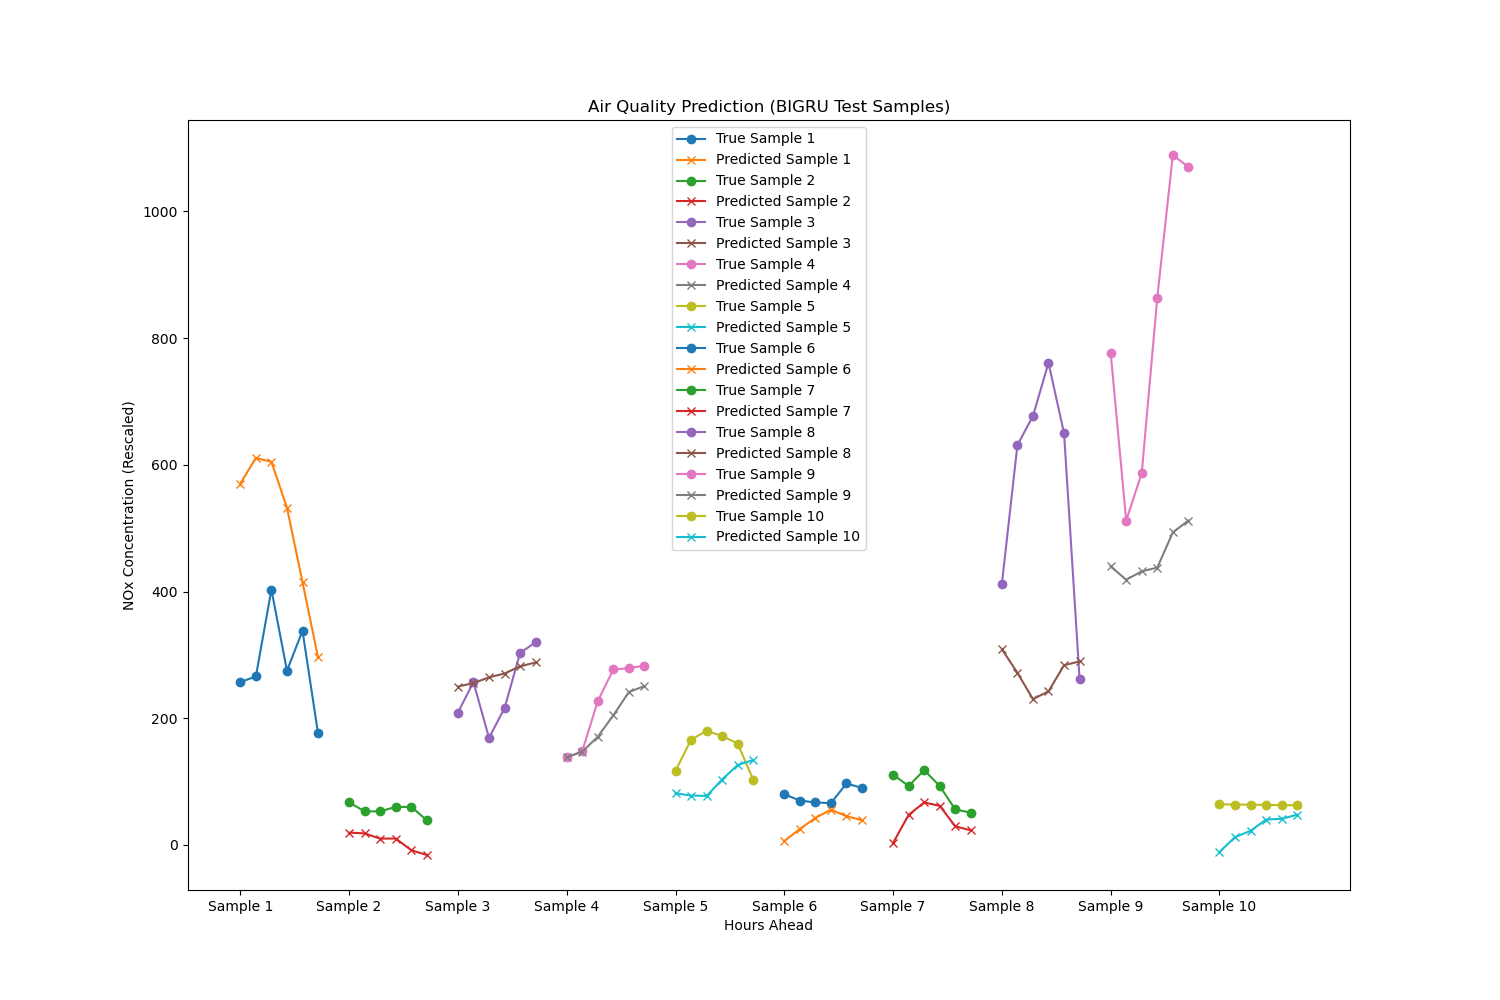 Air Quality Prediction (BIGRU Test Samples)
True Sample 1
Predicted Sample 1
True Sample 2
Predicted Sample 2
True Sample 3
Predicted Sample 3
True Sample 4
Predicted Sample 4
True Sample 5
Predicted Sample 5
True Sample 6
Predicted Sample 6
True Sample 7
Predicted Sample 7
True Sample 8
Predicted Sample 8
True Sample 9
Predicted Sample 9
True Sample 10
Predicted Sample 10
NOx Concentration (Rescaled)
1000
800
600
400
200
0
Sample 1 Sample 2 Sample 3 Sample 4 Sample 5 Sample 6 Sample 7 Sample 8 Sample 9 Sample 10
Hours Ahead